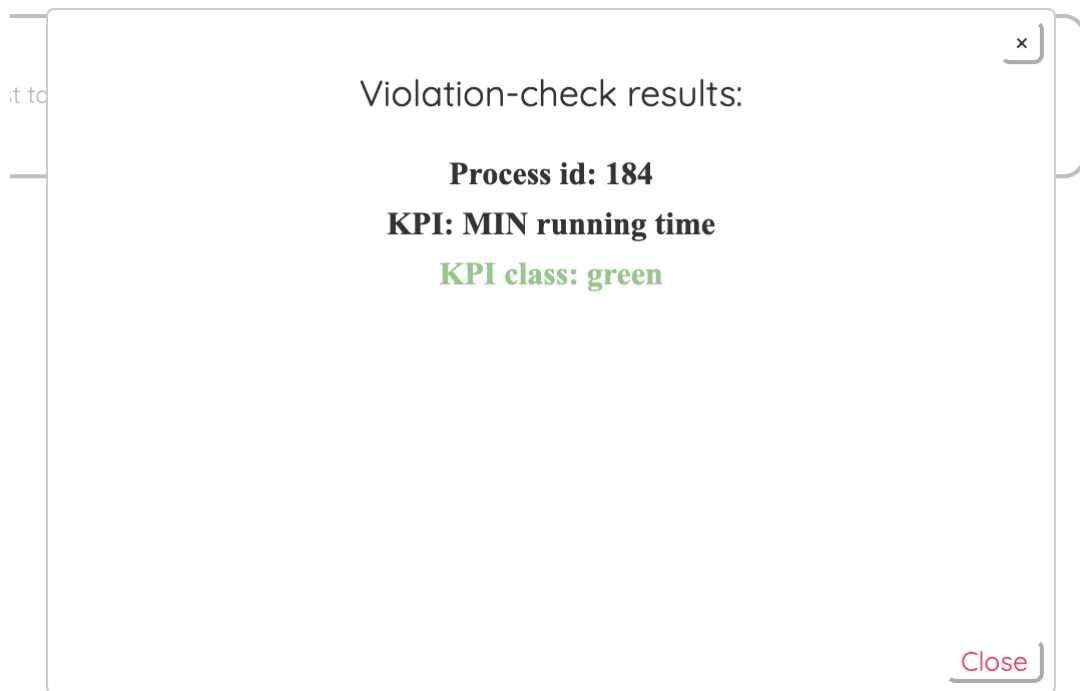 ×
Violation-check results:
Process id: 184
KPI: MIN running time
KPI class: green
Close